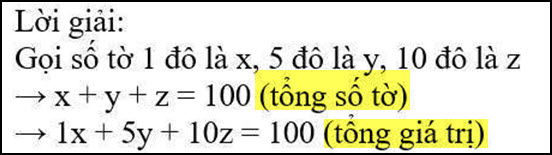 Lời giải:
Gọi số tờ 1 đô là x, 5 đô là y, 10 đô là z
→ x + y + z = 100 (tổng số tờ)
→ 1x + 5y + 10z = 100 (tổng giá trị)